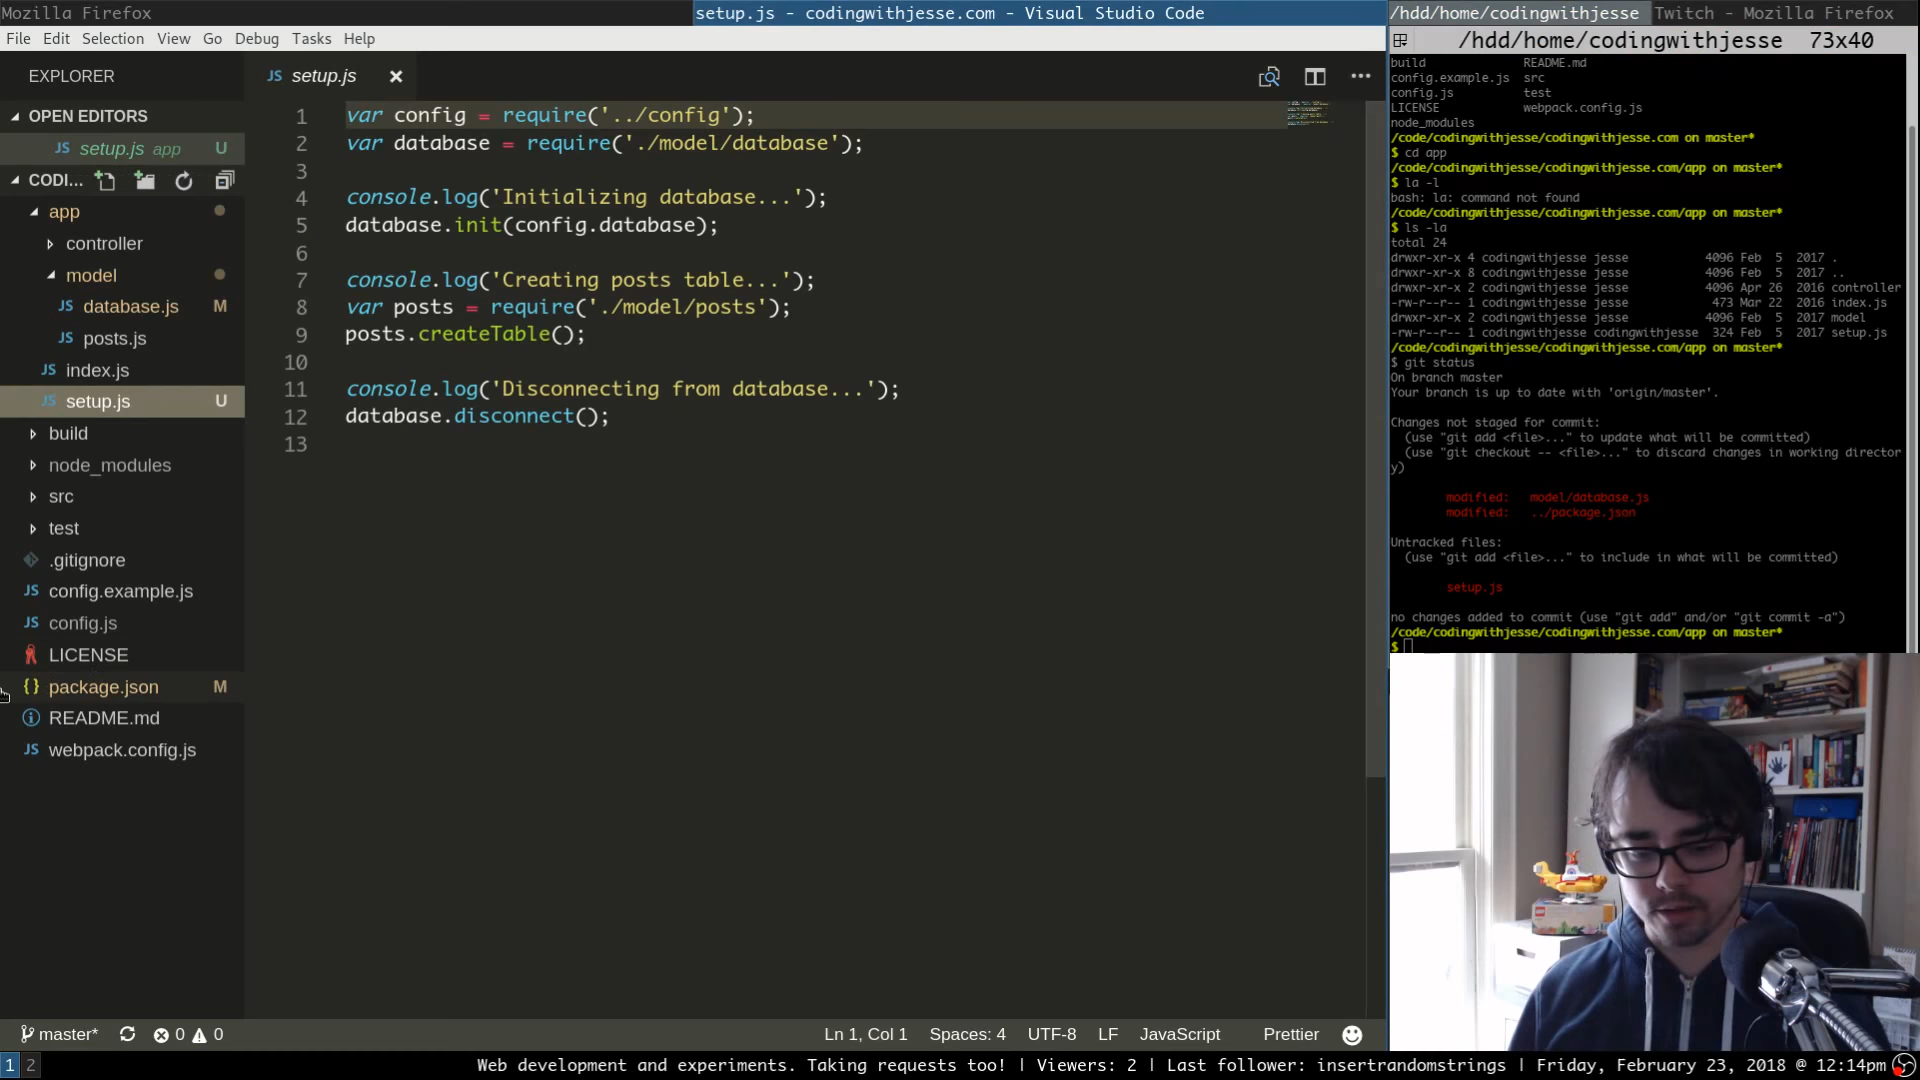 Mozilla Firefox
setup.js - codingwithjesse.com - Visual Studio Code
/hdd/home/codingwithjesse
Twitch - Mozilla Firefox
File Edit Selection View Go Debug Tasks Help
EXPLORER
OPEN EDITORS
JS setup.js app U
CODI...
app
controller
model
JS database.js M
JS posts.js
JS index.js
JS setup.js U
build
node_modules
src
test
.gitignore
JS config.example.js
JS config.js
LICENSE
{} package.json M
README.md
JS webpack.config.js
JS setup.js
1 var config = require('../config');
2 var database = require('./model/database');
3
4 console.log('Initializing database...');
5 database.init(config.database);
6
7 console.log('Creating posts table...');
8 var posts = require('./model/posts');
9 posts.createTable();
10
11 console.log('Disconnecting from database...');
12 database.disconnect();
13
/hdd/home/codingwithjesse 73x40
build README.md
config.example.js src
config.js test
LICENSE webpack.config.js
node_modules
/code/codingwithjesse/codingwithjesse.com on master*
$ cd app
/code/codingwithjesse/codingwithjesse.com/app on master*
$ la -l
bash: la: command not found
/code/codingwithjesse/codingwithjesse.com/app on master*
$ ls -la
total 24
drwxr-xr-x 4 codingwithjesse jesse 4096 Feb 5 2017 .
drwxr-xr-x 8 codingwithjesse jesse 4096 Feb 5 2017 ..
drwxr-xr-x 2 codingwithjesse jesse 4096 Apr 26 2016 controller
-rw-r--r-- 1 codingwithjesse jesse 473 Mar 22 2016 index.js
drwxr-xr-x 2 codingwithjesse jesse 4096 Feb 5 2017 model
-rw-r--r-- 1 codingwithjesse codingwithjesse 324 Feb 5 2017 setup.js
/code/codingwithjesse/codingwithjesse.com/app on master*
$ git status
On branch master
Your branch is up to date with 'origin/master'.
Changes not staged for commit:
(use "git add <file>..." to update what will be committed)
(use "git checkout -- <file>..." to discard changes in working director
y)
modified: model/database.js
modified: ../package.json
Untracked files:
(use "git add <file>..." to include in what will be committed)
setup.js
no changes added to commit (use "git add" and/or "git commit -a")
/code/codingwithjesse/codingwithjesse.com/app on master*
$
master* 0 0
Ln 1, Col 1 Spaces: 4 UTF-8 LF JavaScript Prettier
1 2
Web development and experiments. Taking requests too! | Viewers: 2 | Last follower: insertrandomstrings | Friday, February 23, 2018 @ 12:14pm